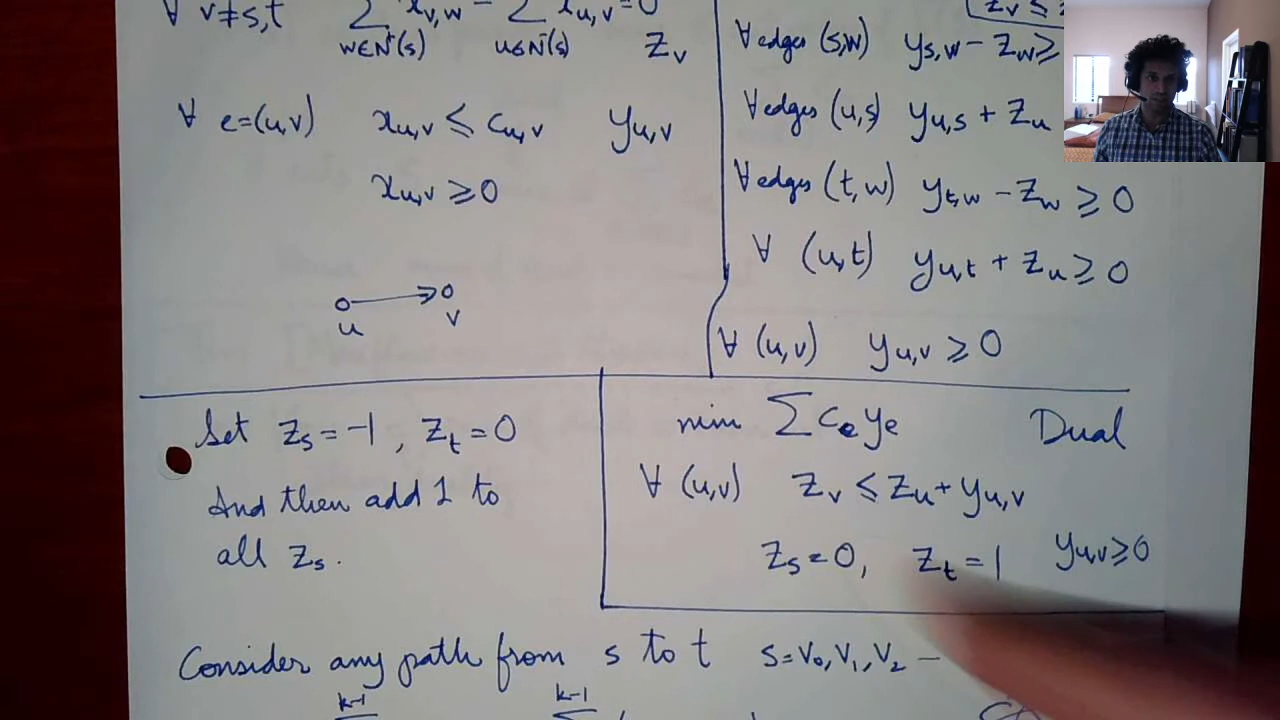 ∀ v≠s,t ∑ x_{v,w} − ∑ x_{u,v} = 0
w∈N⁺(s) u∈N⁻(s) z_v
∀ e=(u,v) x_{u,v} ≤ c_{u,v} y_{u,v}
x_{u,v} ≥ 0
u v
z_v ≤
∀ edges (s,w) y_{s,w} − z_w ≥
∀ edges (u,s) y_{u,s} + z_u
∀ edges (t,w) y_{t,w} − z_w ≥ 0
∀ (u,t) y_{u,t} + z_u ≥ 0
∀ (u,v) y_{u,v} ≥ 0
Set z_s = −1, z_t = 0
And then add 1 to
all z_s.
min ∑ c_e y_e Dual
∀ (u,v) z_v ≤ z_u + y_{u,v}
z_s = 0, z_t = 1 y_{u,v} ≥ 0
Consider any path from s to t s = v_0, v_1, v_2 −
k-1 k-1